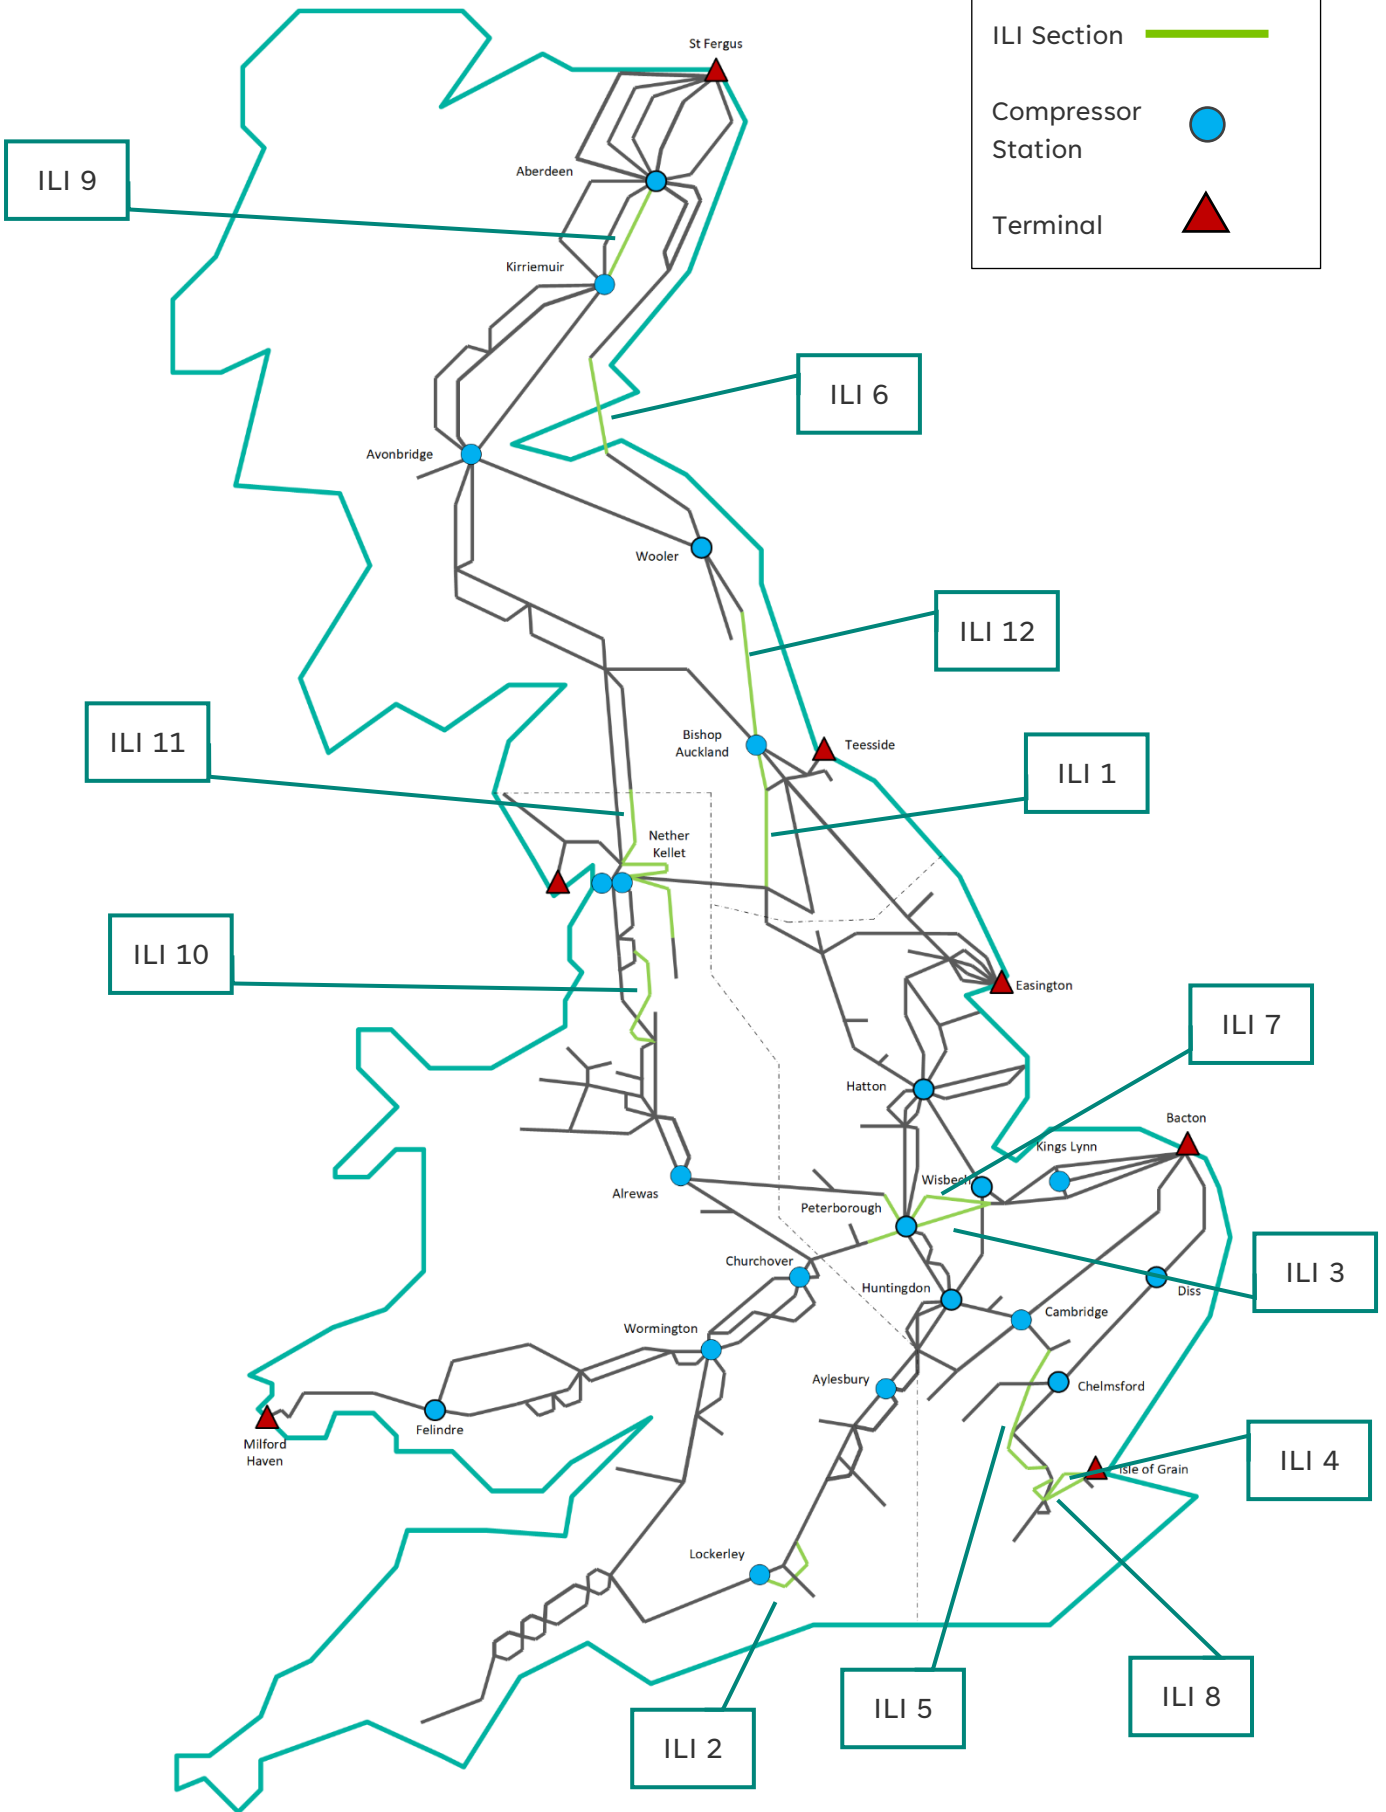 ILI Section
Compressor
Station
Terminal
St Fergus
Aberdeen
ILI 9
Kirriemuir
ILI 6
Avonbridge
Wooler
ILI 12
ILI 11
Bishop
Auckland
Teesside
ILI 1
Nether
Kellet
ILI 10
Easington
ILI 7
Hatton
Bacton
Kings Lynn
Wisbech
Alrewas
Peterborough
Churchover
ILI 3
Huntingdon
Diss
Cambridge
Wormington
Aylesbury
Chelmsford
Felindre
Milford
Haven
ILI 4
Isle of Grain
Lockerley
ILI 5
ILI 8
ILI 2